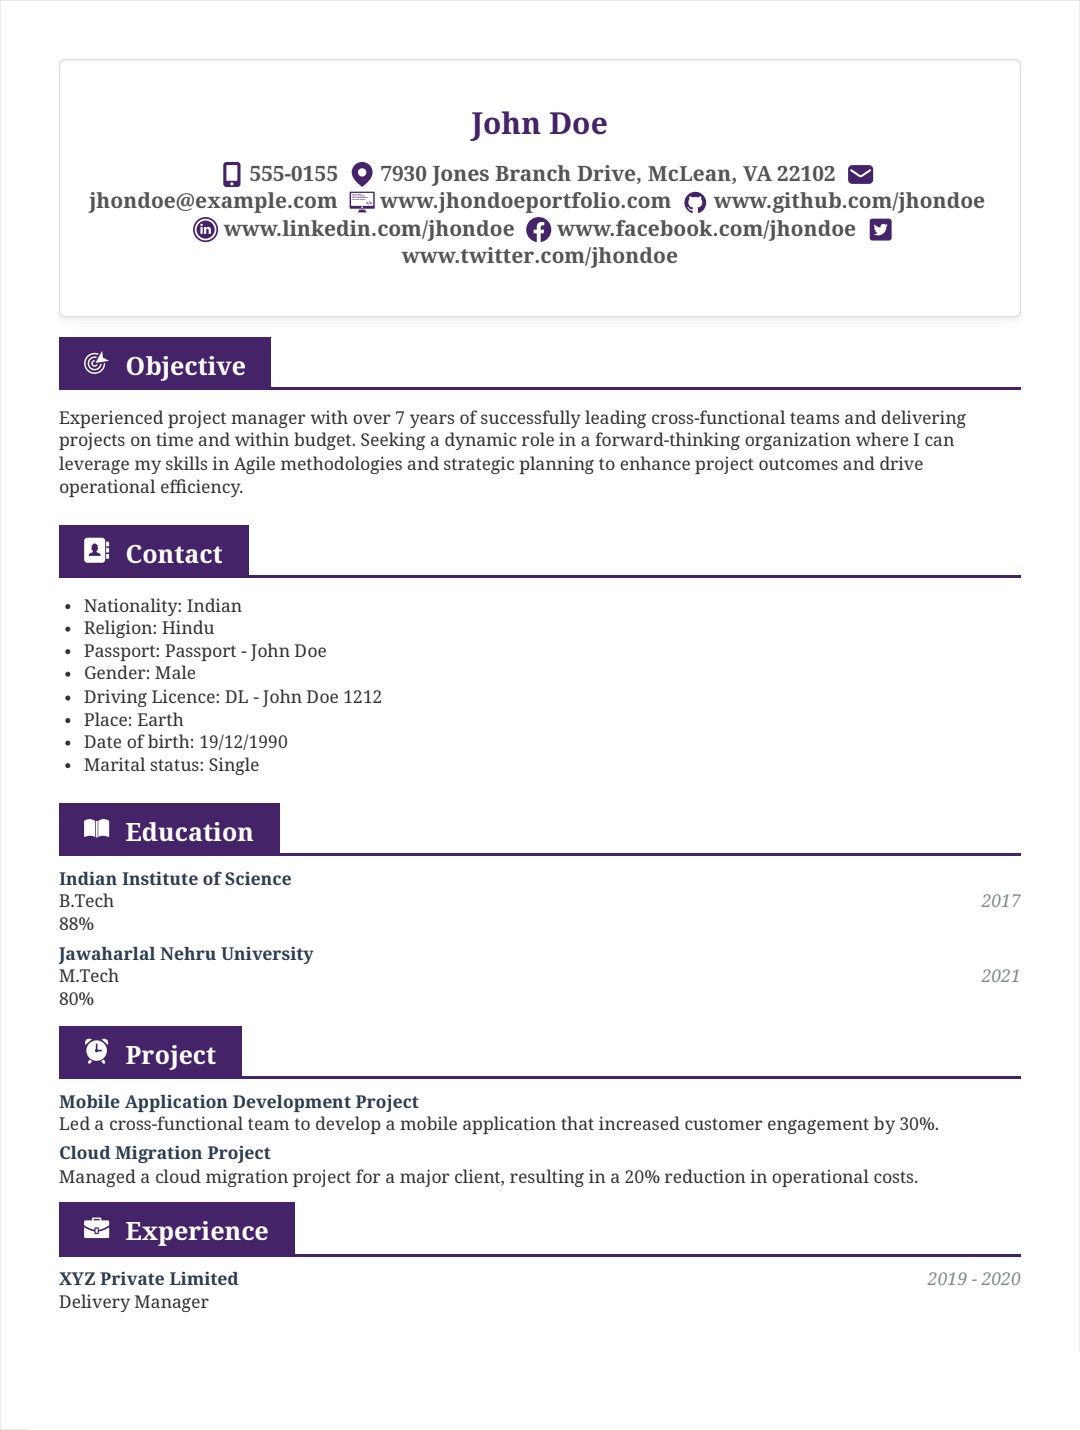 John Doe
555-0155 7930 Jones Branch Drive, McLean, VA 22102
jhondoe@example.com www.jhondoeportfolio.com www.github.com/jhondoe
www.linkedin.com/jhondoe www.facebook.com/jhondoe
www.twitter.com/jhondoe
Objective
Experienced project manager with over 7 years of successfully leading cross-functional teams and delivering
projects on time and within budget. Seeking a dynamic role in a forward-thinking organization where I can
leverage my skills in Agile methodologies and strategic planning to enhance project outcomes and drive
operational efficiency.
Contact
• Nationality: Indian
• Religion: Hindu
• Passport: Passport - John Doe
• Gender: Male
• Driving Licence: DL - John Doe 1212
• Place: Earth
• Date of birth: 19/12/1990
• Marital status: Single
Education
Indian Institute of Science
B.Tech 2017
88%
Jawaharlal Nehru University
M.Tech 2021
80%
Project
Mobile Application Development Project
Led a cross-functional team to develop a mobile application that increased customer engagement by 30%.
Cloud Migration Project
Managed a cloud migration project for a major client, resulting in a 20% reduction in operational costs.
Experience
XYZ Private Limited 2019 - 2020
Delivery Manager